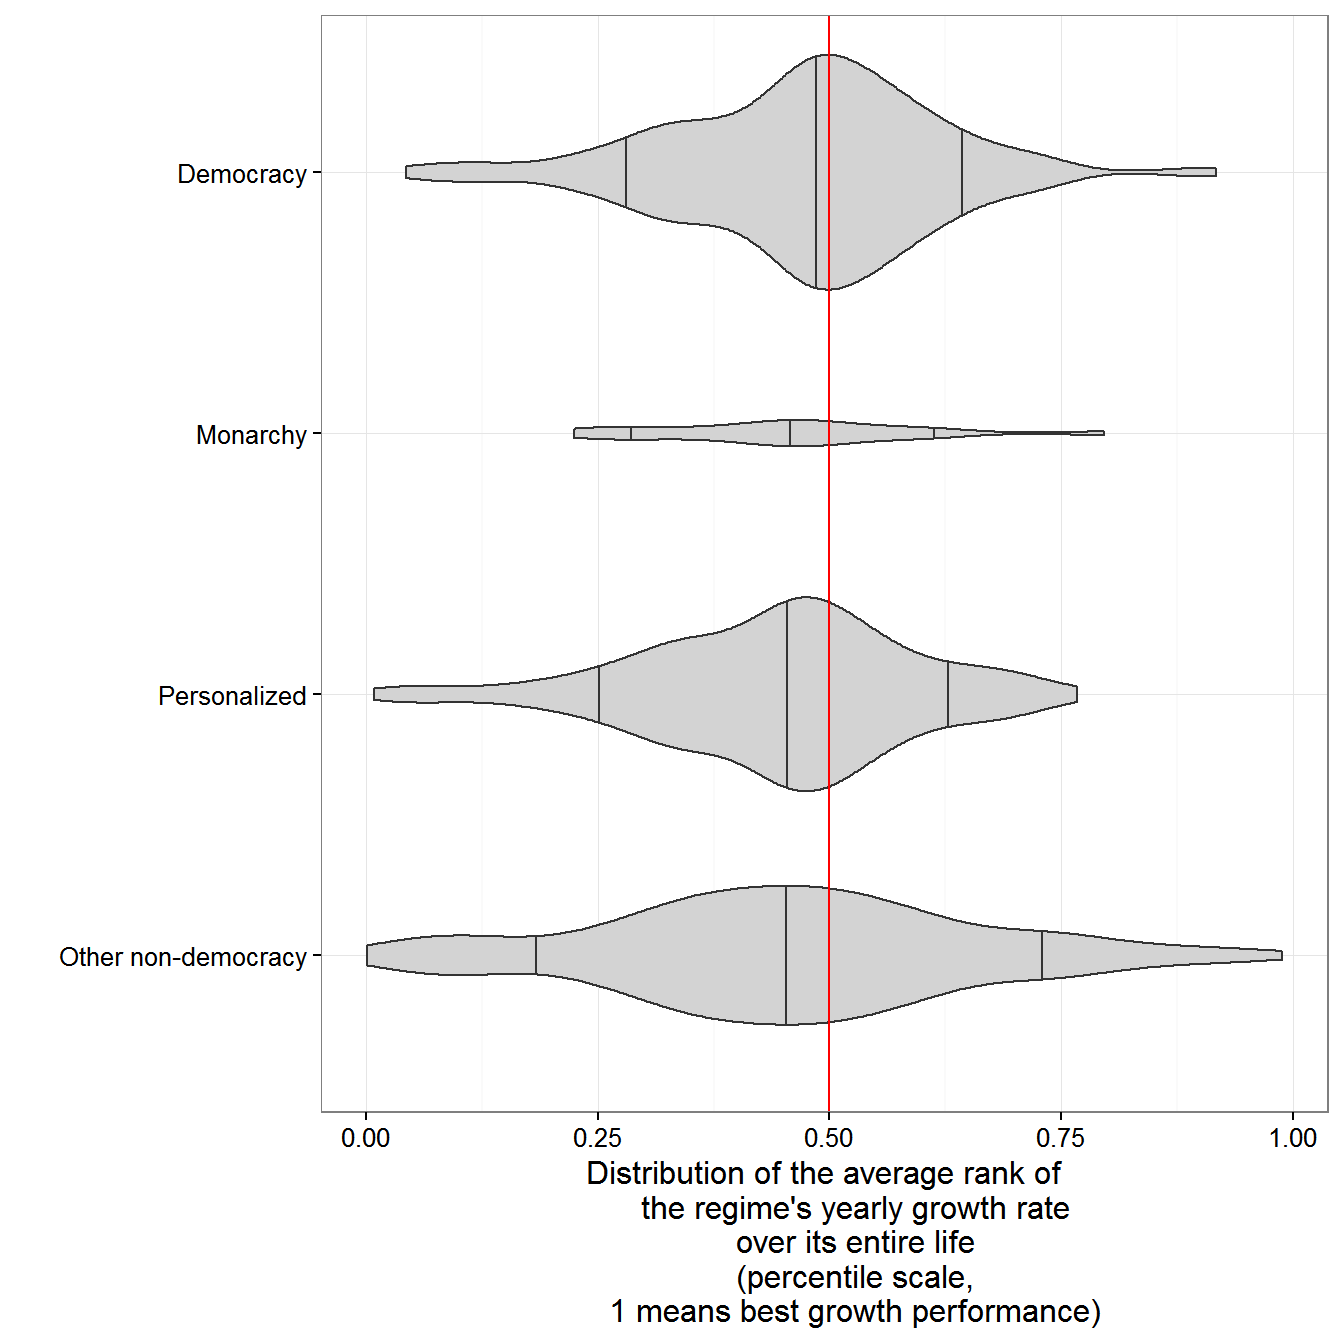 Democracy
Monarchy
Personalized
Other non-democracy
0.00 0.25 0.50 0.75 1.00
Distribution of the average rank of
the regime's yearly growth rate
over its entire life
(percentile scale,
1 means best growth performance)